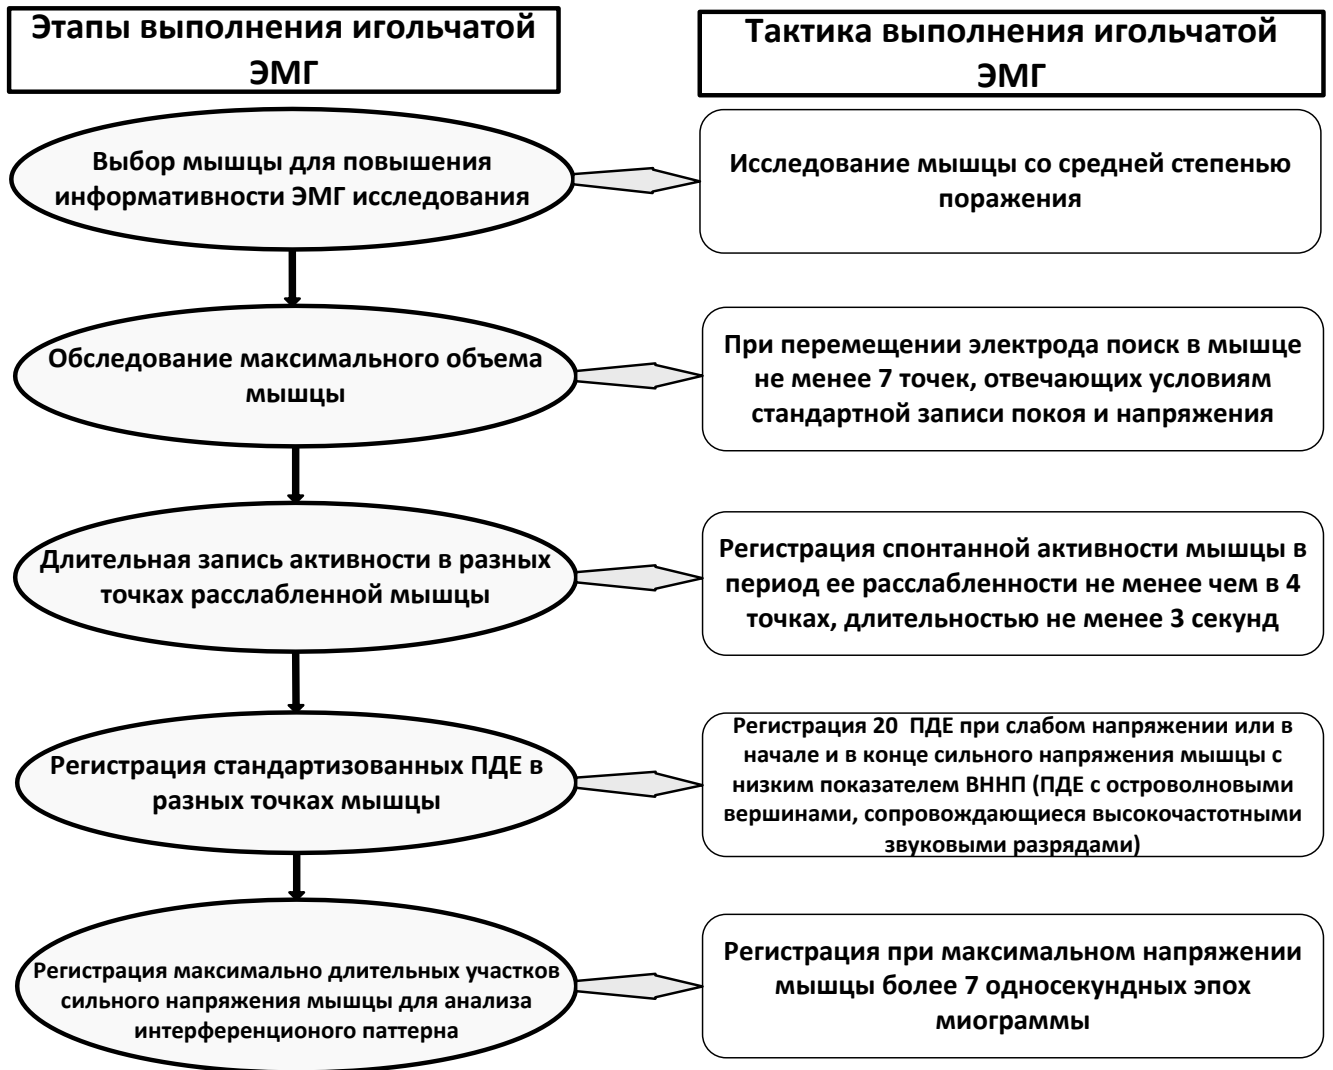 Этапы выполнения игольчатой
ЭМГ
Тактика выполнения игольчатой
ЭМГ
Выбор мышцы для повышения
информативности ЭМГ исследования
Исследование мышцы со средней степенью
поражения
Обследование максимального объема
мышцы
При перемещении электрода поиск в мышце
не менее 7 точек, отвечающих условиям
стандартной записи покоя и напряжения
Длительная запись активности в разных
точках расслабленной мышцы
Регистрация спонтанной активности мышцы в
период ее расслабленности не менее чем в 4
точках, длительностью не менее 3 секунд
Регистрация стандартизованных ПДЕ в
разных точках мышцы
Регистрация 20 ПДЕ при слабом напряжении или в
начале и в конце сильного напряжения мышцы с
низким показателем ВННП (ПДЕ с островолновыми
вершинами, сопровождающиеся высокочастотными
звуковыми разрядами)
Регистрация максимально длительных участков
сильного напряжения мышцы для анализа
интерференционого паттерна
Регистрация при максимальном напряжении
мышцы более 7 односекундных эпох
миограммы